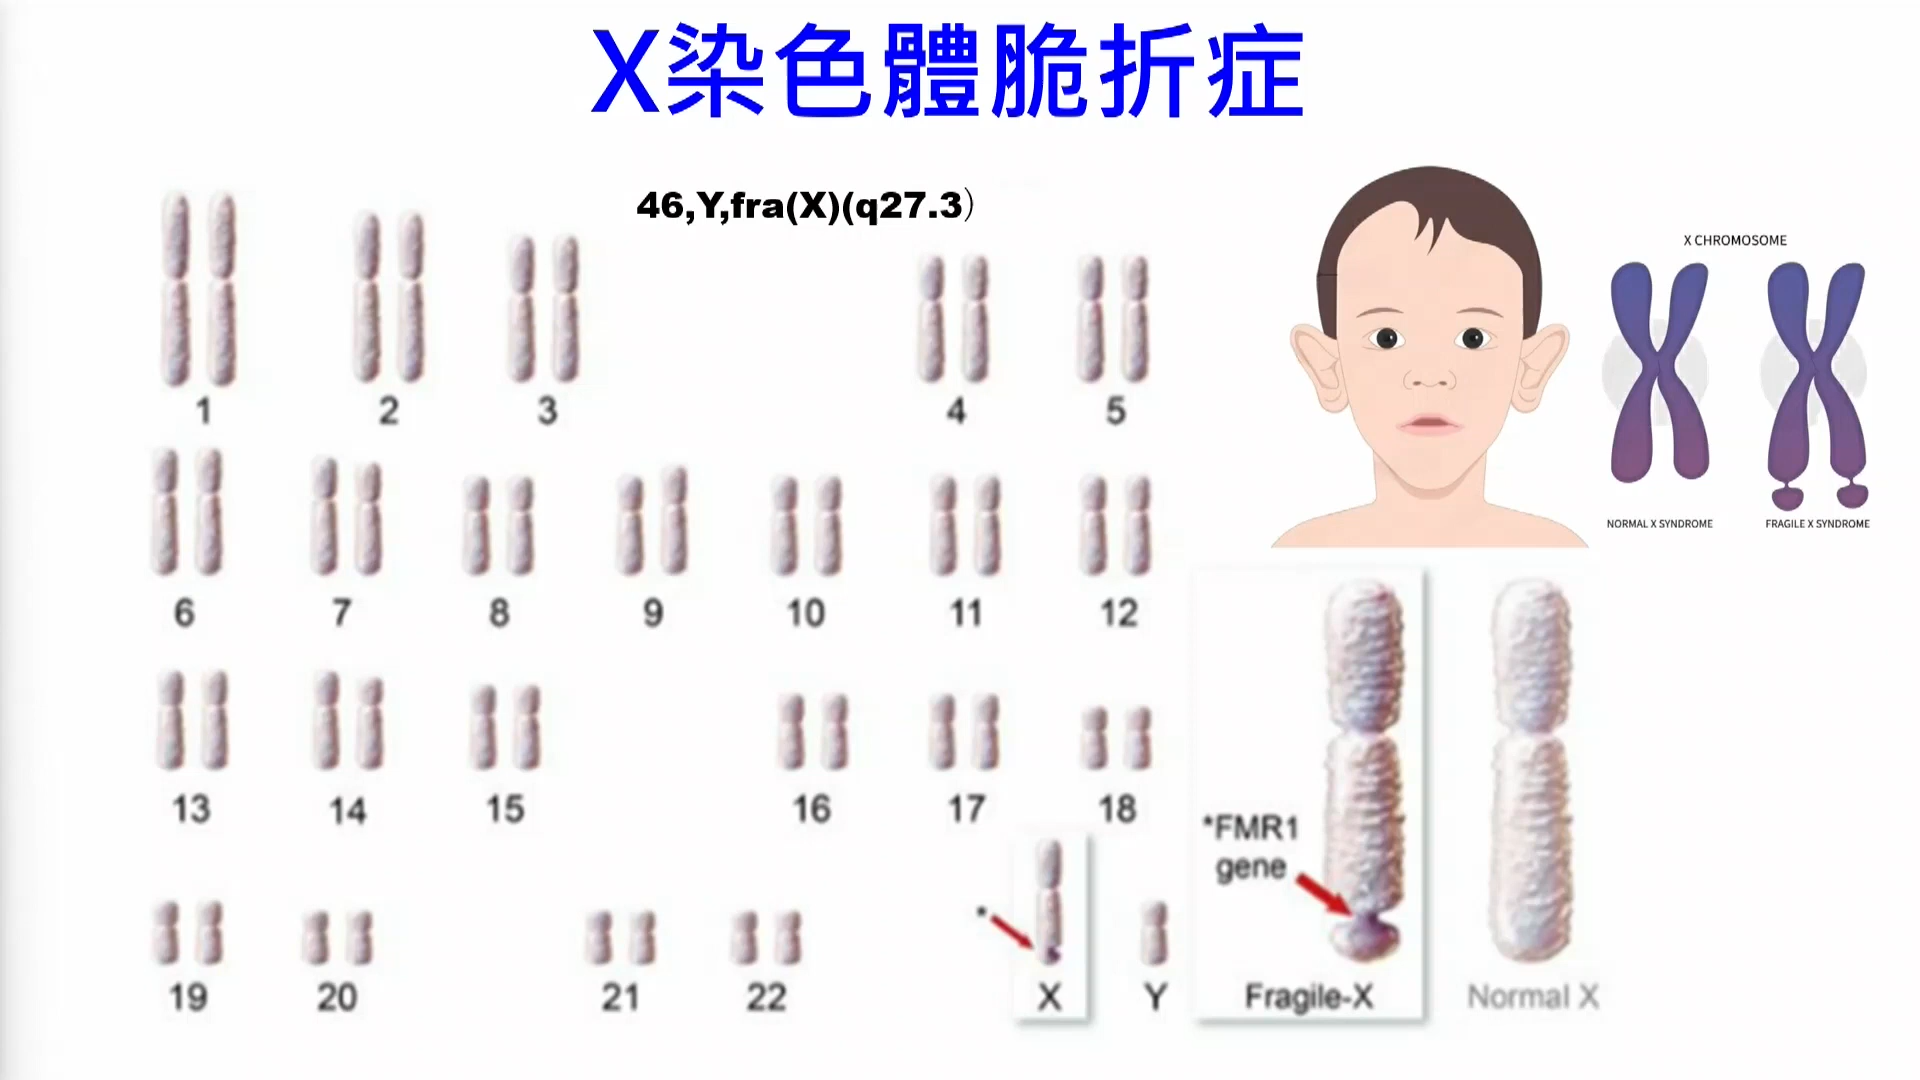 X染色體脆折症
46,Y,fra(X)(q27.3)
X CHROMOSOME
NORMAL X SYNDROME
FRAGILE X SYNDROME
1
2
3
4
5
6
7
8
9
10
11
12
13
14
15
16
17
18
*FMR1
gene
*
19
20
21
22
X
Y
Fragile-X
Normal X